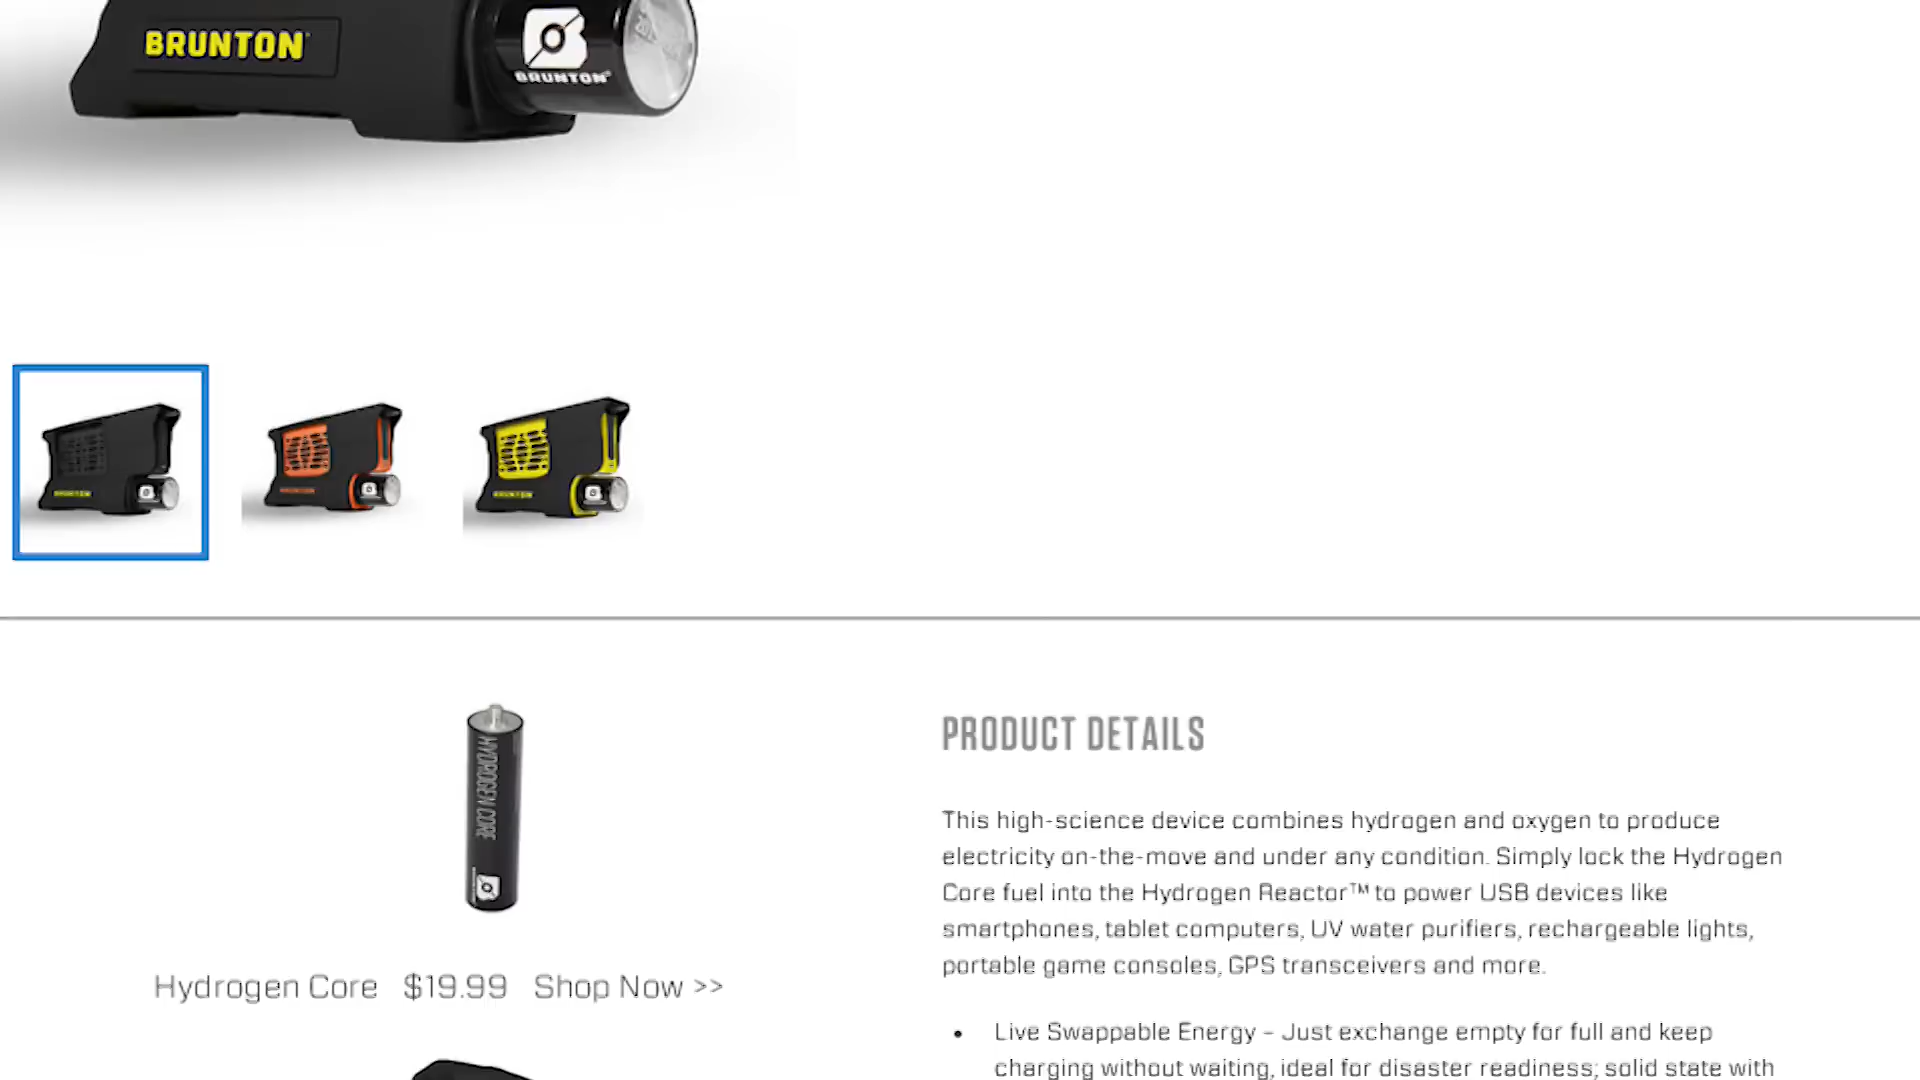 BRUNTON
BRUNTON
BRUNTON
BRUNTON
BRUNTON
HYDROGEN CORE
Hydrogen Core $19.99 Shop Now >>
PRODUCT DETAILS
This high-science device combines hydrogen and oxygen to produce
electricity on-the-move and under any condition. Simply lock the Hydrogen
Core fuel into the Hydrogen Reactor™ to power USB devices like
smartphones, tablet computers, UV water purifiers, rechargeable lights,
portable game consoles, GPS transceivers and more.
• Live Swappable Energy – Just exchange empty for full and keep
charging without waiting, ideal for disaster readiness; solid state with